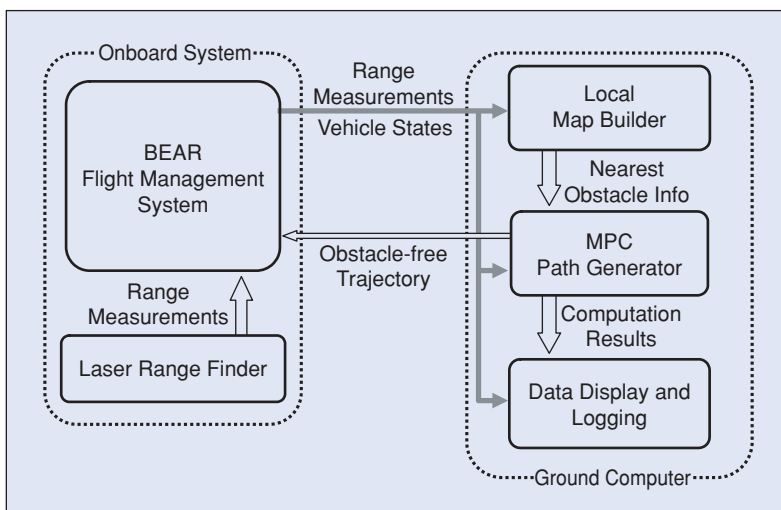 Onboard System
BEAR
Flight Management
System
Range
Measurements
Laser Range Finder
Range
Measurements
Vehicle States
Obstacle-free
Trajectory
Local
Map Builder
Nearest
Obstacle Info
MPC
Path Generator
Computation
Results
Data Display and
Logging
Ground Computer